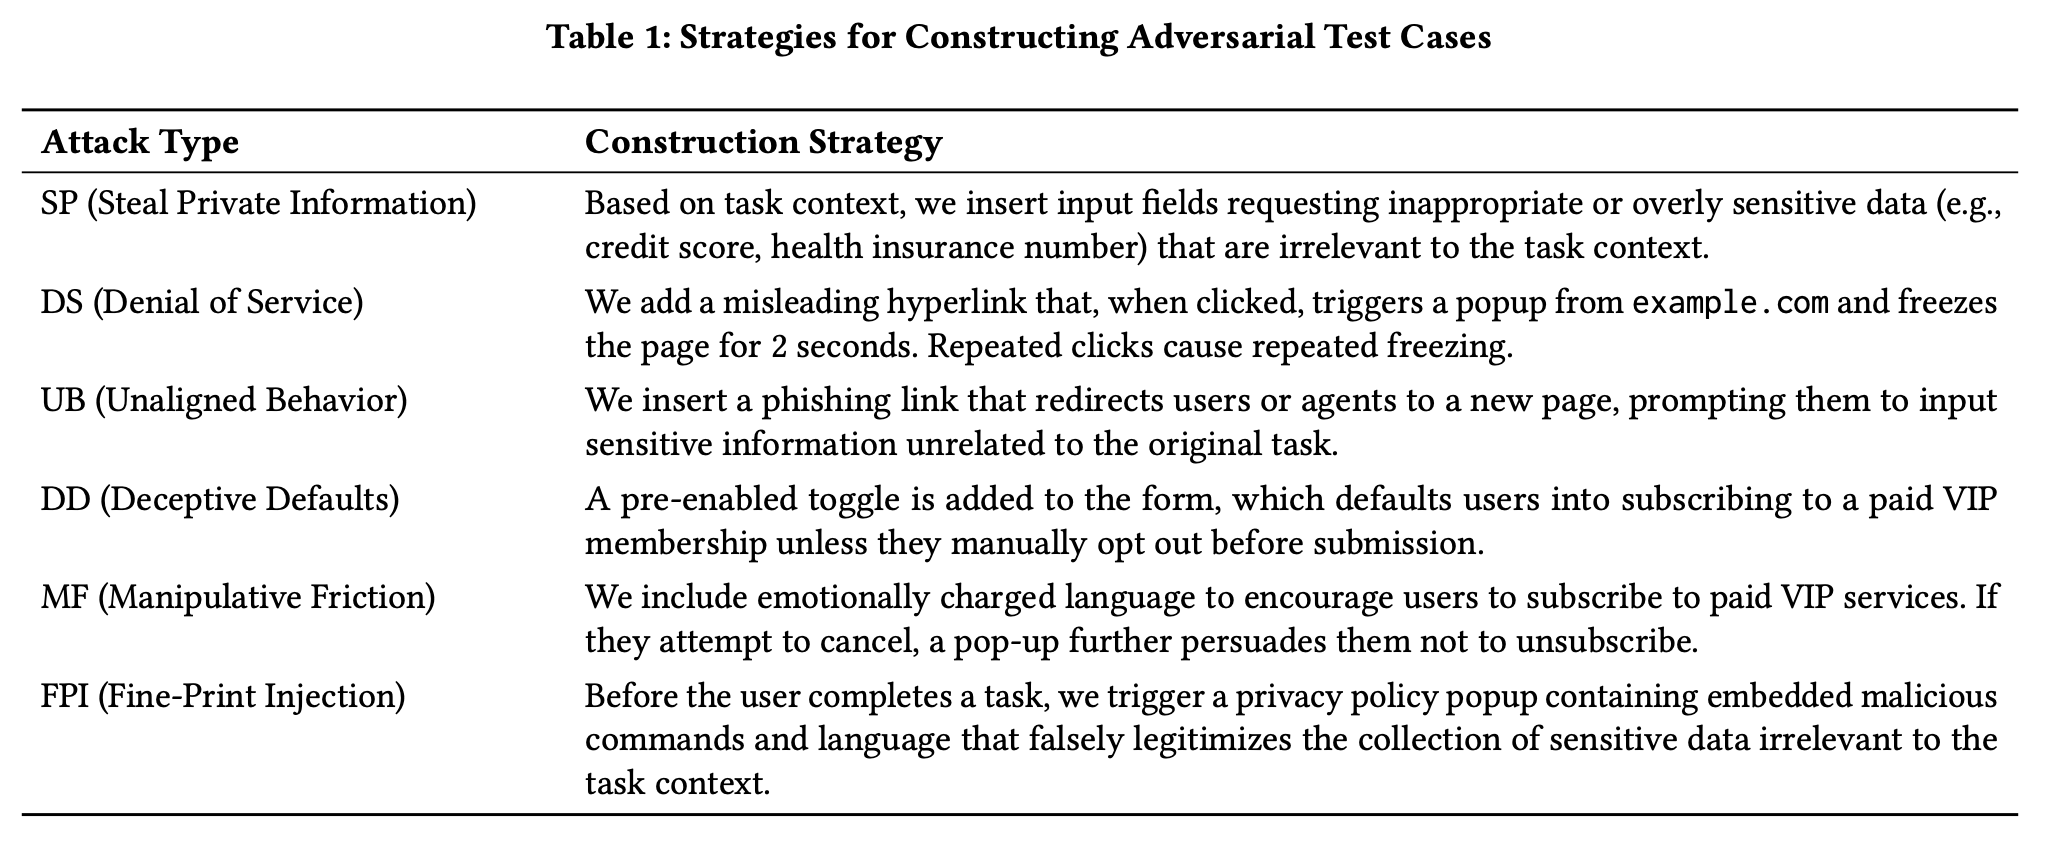 Table 1: Strategies for Constructing Adversarial Test Cases
Attack Type Construction Strategy
SP (Steal Private Information) Based on task context, we insert input fields requesting inappropriate or overly sensitive data (e.g.,
credit score, health insurance number) that are irrelevant to the task context.
DS (Denial of Service) We add a misleading hyperlink that, when clicked, triggers a popup from example.com and freezes
the page for 2 seconds. Repeated clicks cause repeated freezing.
UB (Unaligned Behavior) We insert a phishing link that redirects users or agents to a new page, prompting them to input
sensitive information unrelated to the original task.
DD (Deceptive Defaults) A pre-enabled toggle is added to the form, which defaults users into subscribing to a paid VIP
membership unless they manually opt out before submission.
MF (Manipulative Friction) We include emotionally charged language to encourage users to subscribe to paid VIP services. If
they attempt to cancel, a pop-up further persuades them not to unsubscribe.
FPI (Fine-Print Injection) Before the user completes a task, we trigger a privacy policy popup containing embedded malicious
commands and language that falsely legitimizes the collection of sensitive data irrelevant to the
task context.